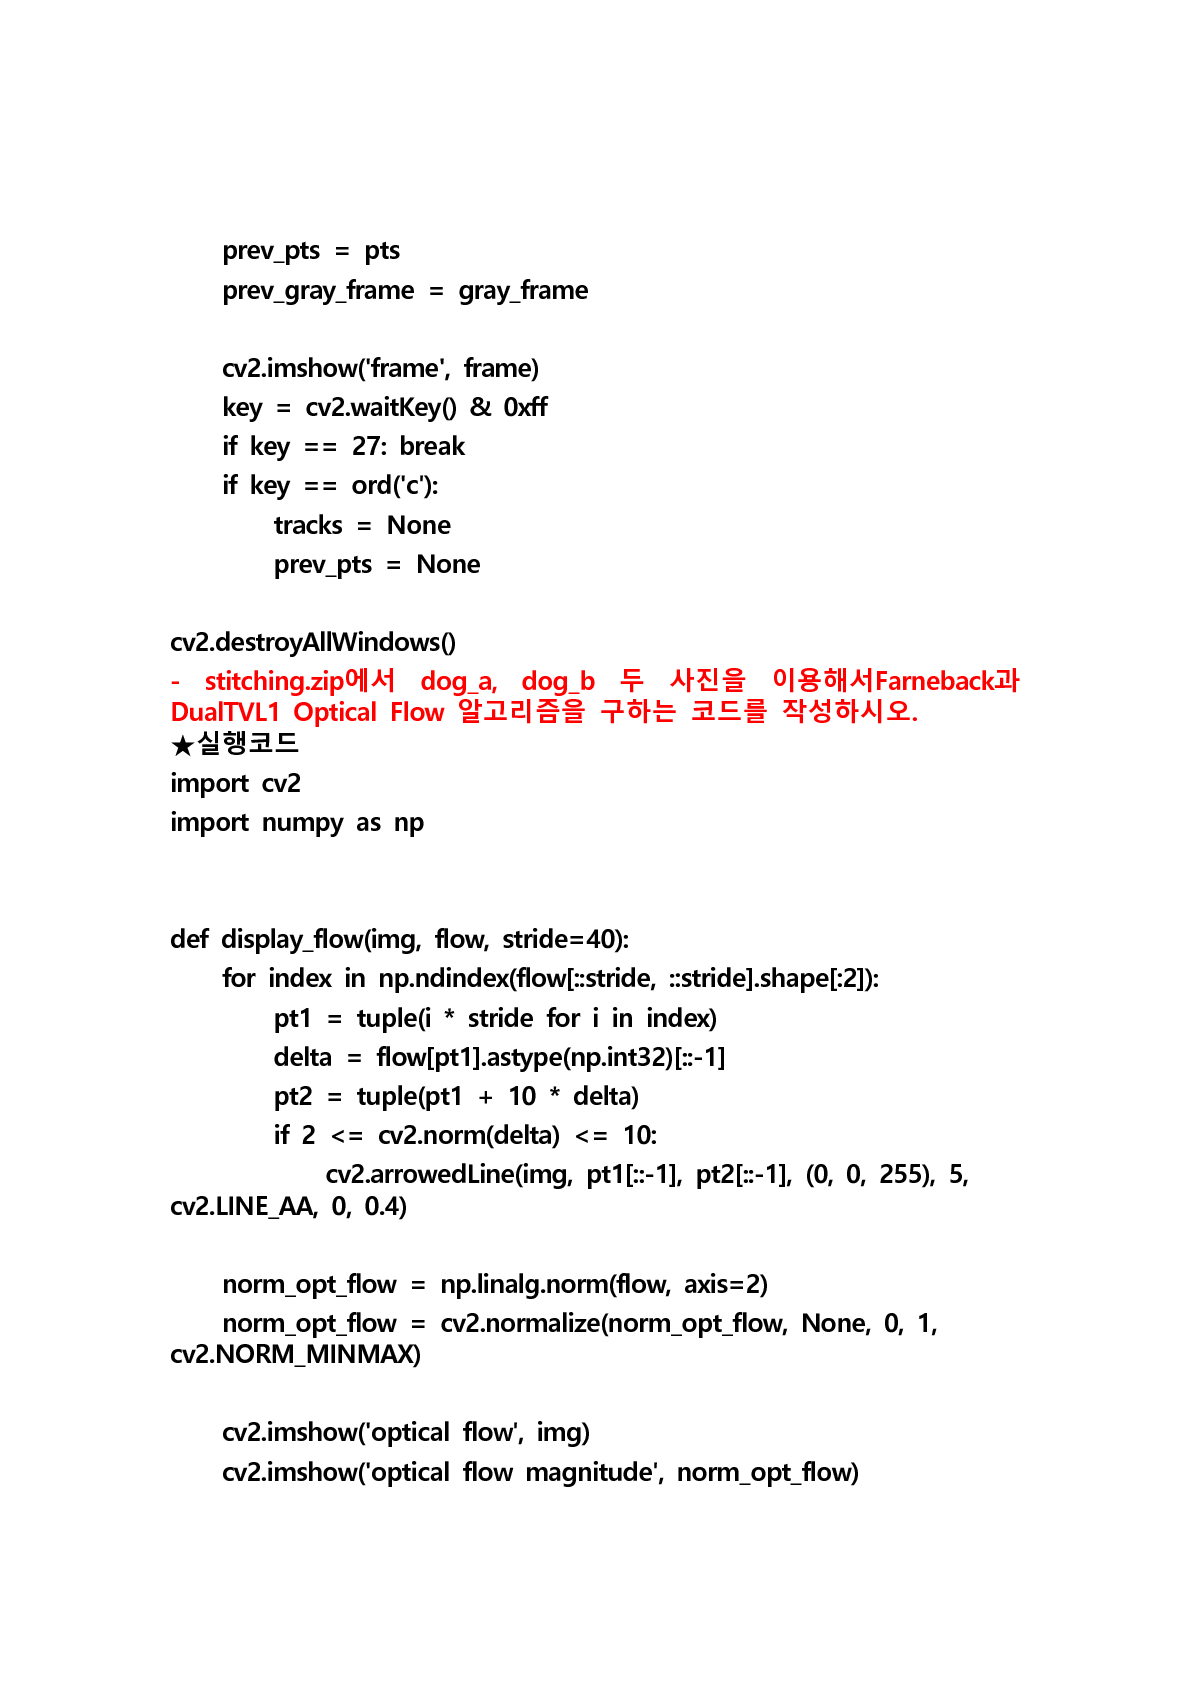 prev_pts = pts
prev_gray_frame = gray_frame
cv2.imshow('frame', frame)
key = cv2.waitKey() & 0xff
if key == 27: break
if key == ord('c'):
tracks = None
prev_pts = None
cv2.destroyAllWindows()
- stitching.zip에서 dog_a, dog_b 두 사진을 이용해서Farneback과
DualTVL1 Optical Flow 알고리즘을 구하는 코드를 작성하시오.
★실행코드
import cv2
import numpy as np
def display_flow(img, flow, stride=40):
for index in np.ndindex(flow[::stride, ::stride].shape[:2]):
pt1 = tuple(i * stride for i in index)
delta = flow[pt1].astype(np.int32)[::-1]
pt2 = tuple(pt1 + 10 * delta)
if 2 <= cv2.norm(delta) <= 10:
cv2.arrowedLine(img, pt1[::-1], pt2[::-1], (0, 0, 255), 5,
cv2.LINE_AA, 0, 0.4)
norm_opt_flow = np.linalg.norm(flow, axis=2)
norm_opt_flow = cv2.normalize(norm_opt_flow, None, 0, 1,
cv2.NORM_MINMAX)
cv2.imshow('optical flow', img)
cv2.imshow('optical flow magnitude', norm_opt_flow)